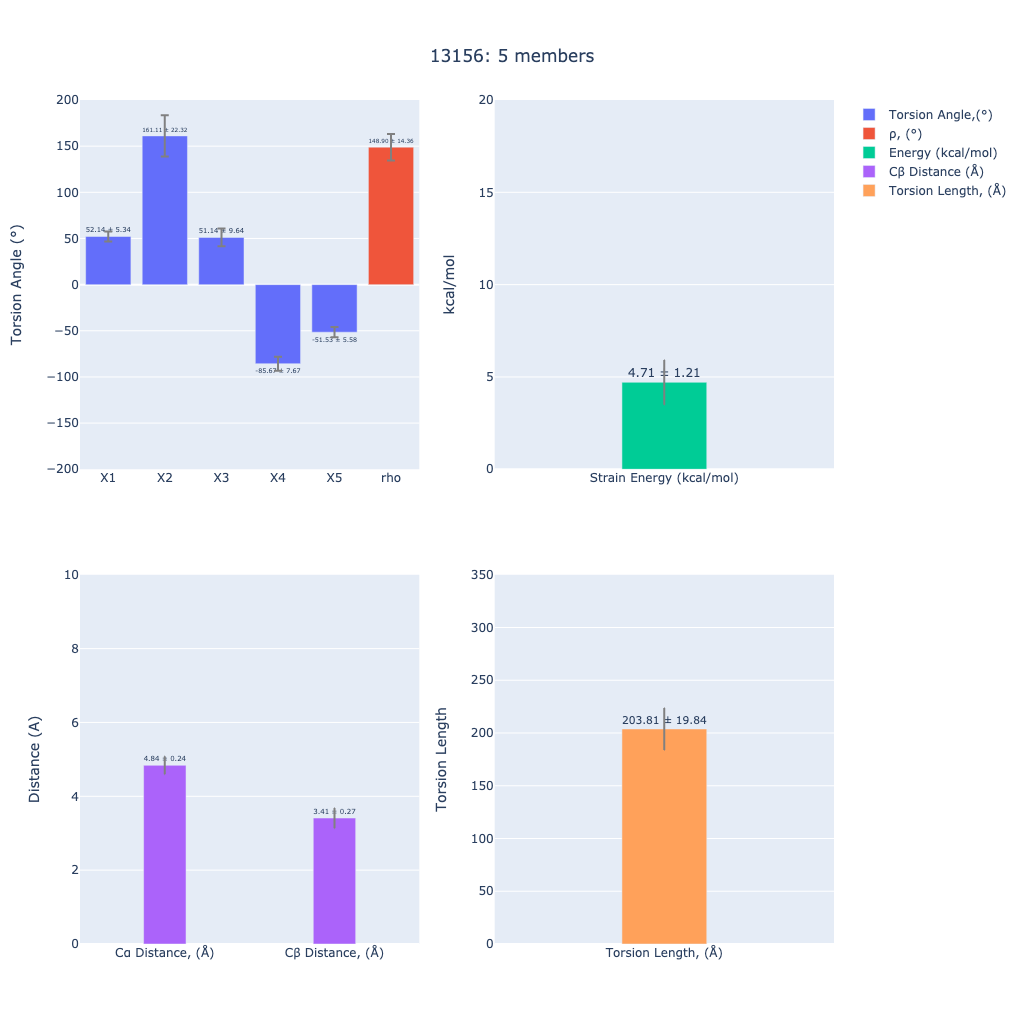 13156: 5 members
Torsion Angle (°)
200
150
100
50
0
−50
−100
−150
−200
52.14 ± 5.34
161.11 ± 22.32
51.14 ± 9.64
-85.67 ± 7.67
-51.53 ± 5.58
148.90 ± 14.36
X1 X2 X3 X4 X5 rho
kcal/mol
20
15
10
5
0
4.71 ± 1.21
Strain Energy (kcal/mol)
Torsion Angle,(°)
ρ, (°)
Energy (kcal/mol)
Cβ Distance (Å)
Torsion Length, (Å)
Distance (A)
10
8
6
4
2
0
4.84 ± 0.24
3.41 ± 0.27
Cα Distance, (Å) Cβ Distance, (Å)
Torsion Length
350
300
250
200
150
100
50
0
203.81 ± 19.84
Torsion Length, (Å)